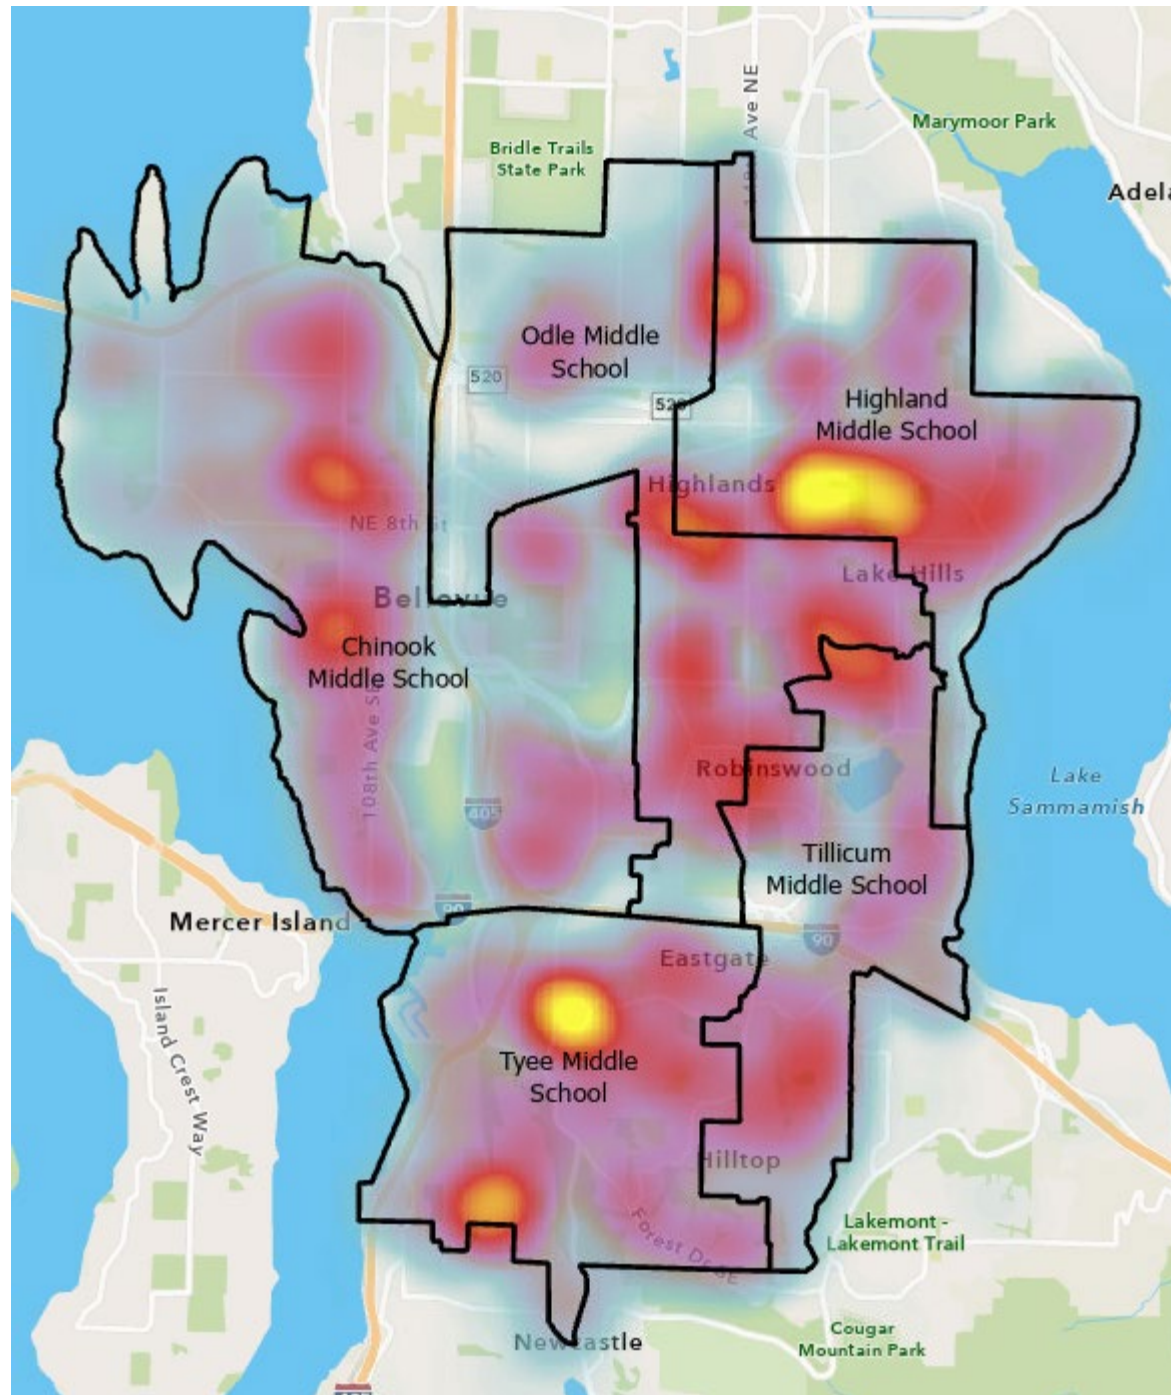 Ave NE
Marymoor Park
Bridle Trails
State Park
Odle Middle
School
520
520
Highland
Middle School
Highlands
NE 8th St
Lake Hills
Bellevue
Chinook
Middle School
108th Ave SE
Robinswood
Lake
Sammamish
405
Tillicum
Middle School
90
Mercer Island
90
Eastgate
Island Crest Way
Tyee Middle
School
Hilltop
Forest Dr SE
Lakemont -
Lakemont Trail
Newcastle
Cougar
Mountain Park